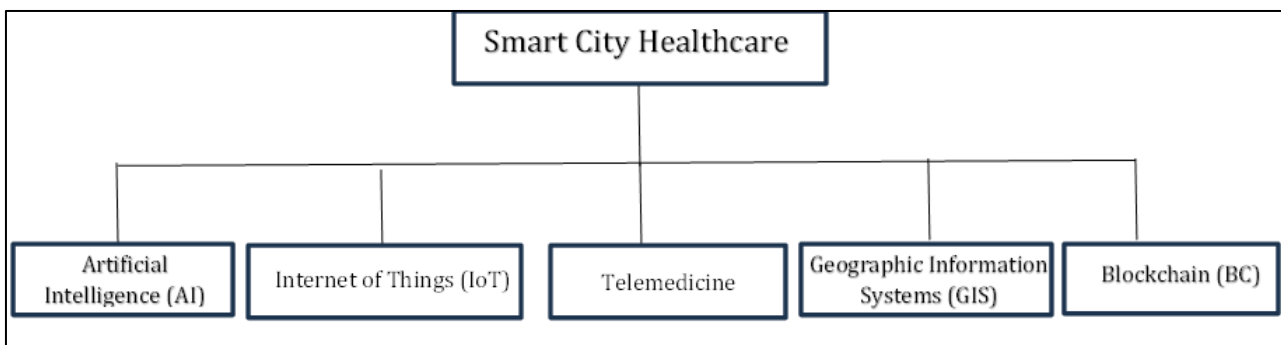 Smart City Healthcare
Artificial
Intelligence (AI)
Internet of Things (IoT)
Telemedicine
Geographic Information
Systems (GIS)
Blockchain (BC)